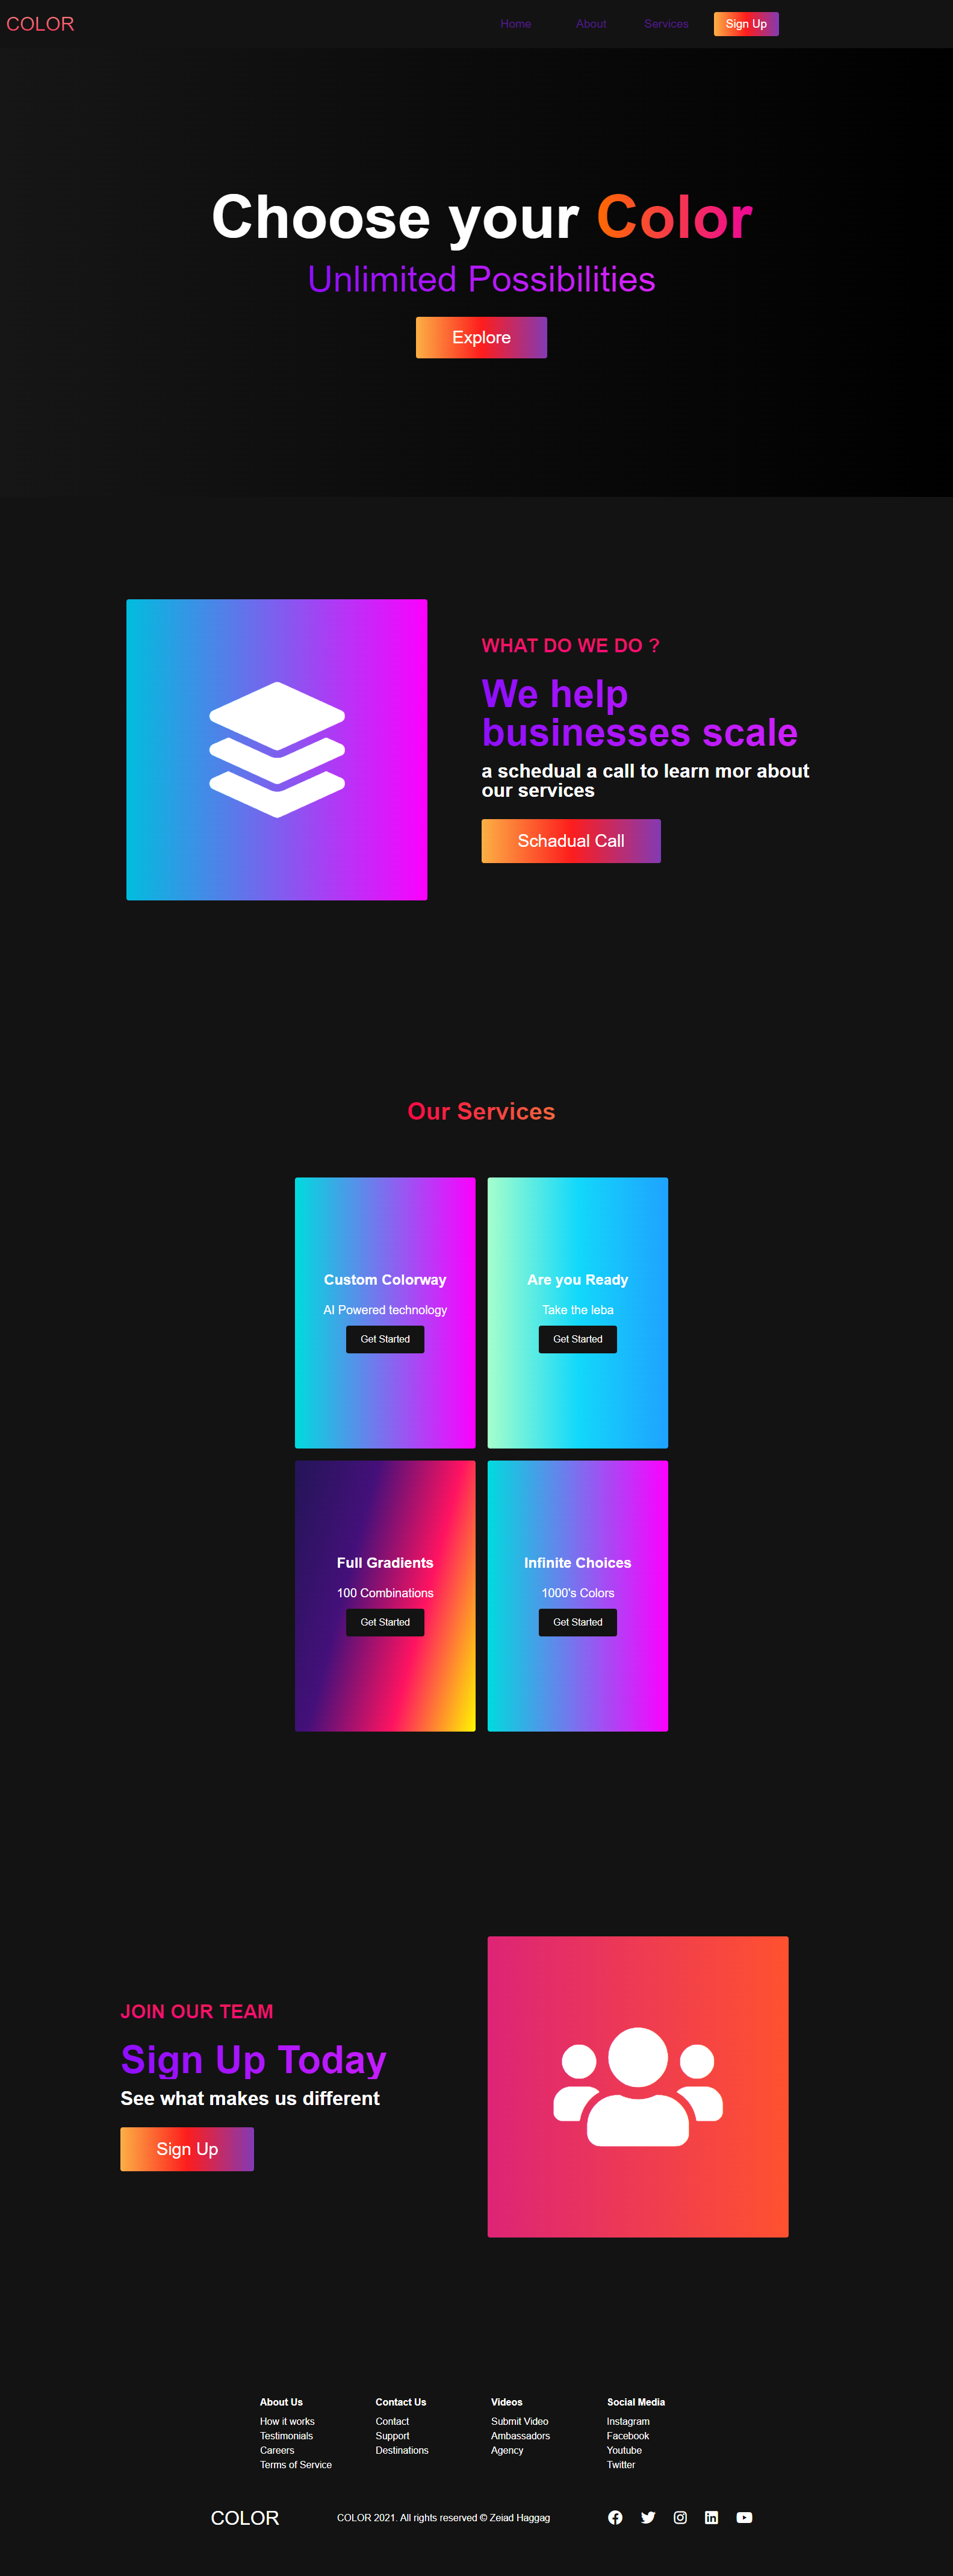 COLOR
Home
About
Services
Sign Up
Choose your Color
Unlimited Possibilities
Explore
WHAT DO WE DO ?
We help
businesses scale
a schedual a call to learn mor about
our services
Schadual Call
Our Services
Custom Colorway
AI Powered technology
Get Started
Are you Ready
Take the leba
Get Started
Full Gradients
100 Combinations
Get Started
Infinite Choices
1000's Colors
Get Started
JOIN OUR TEAM
Sign Up Today
See what makes us different
Sign Up
About Us
How it works
Testimonials
Careers
Terms of Service
Contact Us
Contact
Support
Destinations
Videos
Submit Video
Ambassadors
Agency
Social Media
Instagram
Facebook
Youtube
Twitter
COLOR
COLOR 2021. All rights reserved © Zeiad Haggag